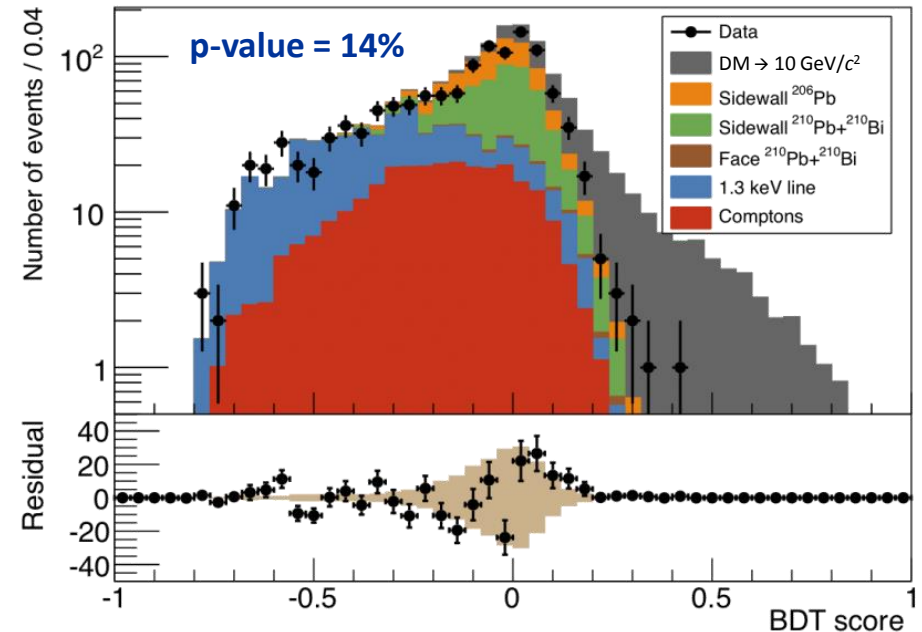 Number of events / 0.04
10²
10
1
p-value = 14%
Data
DM → 10 GeV/c²
Sidewall ²⁰⁶Pb
Sidewall ²¹⁰Pb+²¹⁰Bi
Face ²¹⁰Pb+²¹⁰Bi
1.3 keV line
Comptons
Residual
40
20
0
-20
-40
-1 -0.5 0 0.5 1
BDT score